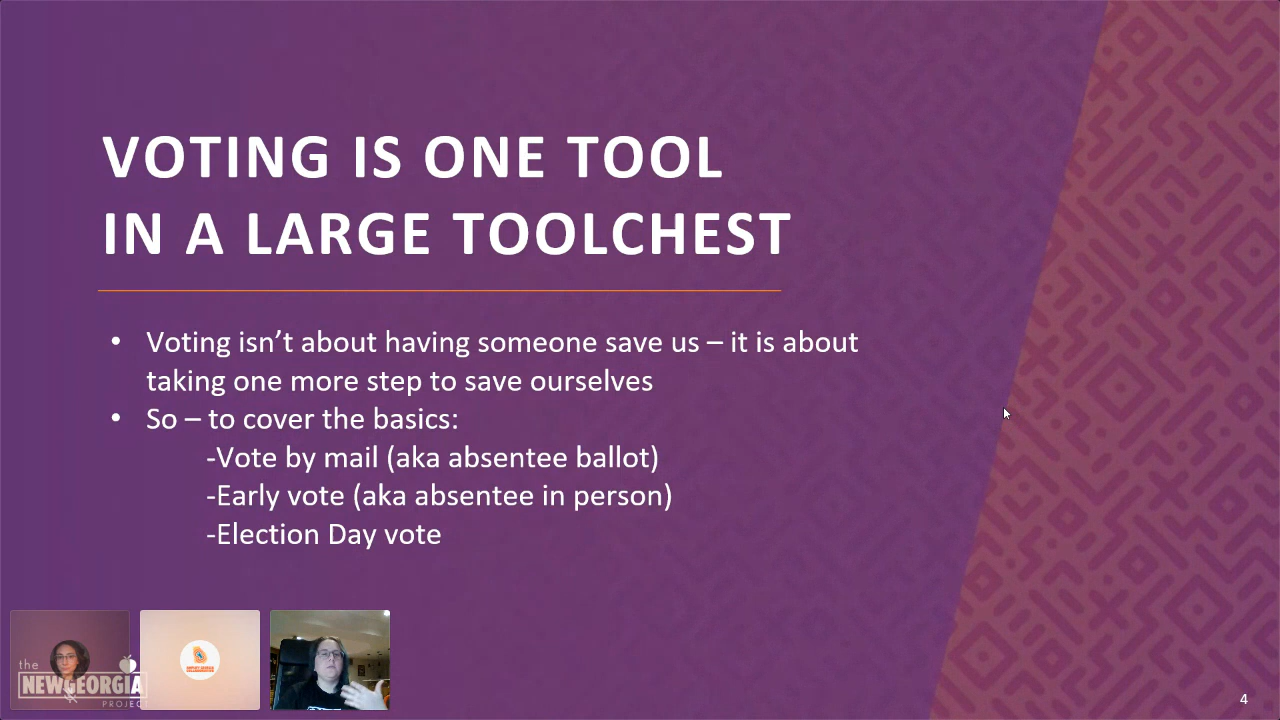 VOTING IS ONE TOOL
IN A LARGE TOOLCHEST
• Voting isn’t about having someone save us – it is about
taking one more step to save ourselves
• So – to cover the basics:
-Vote by mail (aka absentee ballot)
-Early vote (aka absentee in person)
-Election Day vote
the
NEWGEORGIA
PROJECT
4